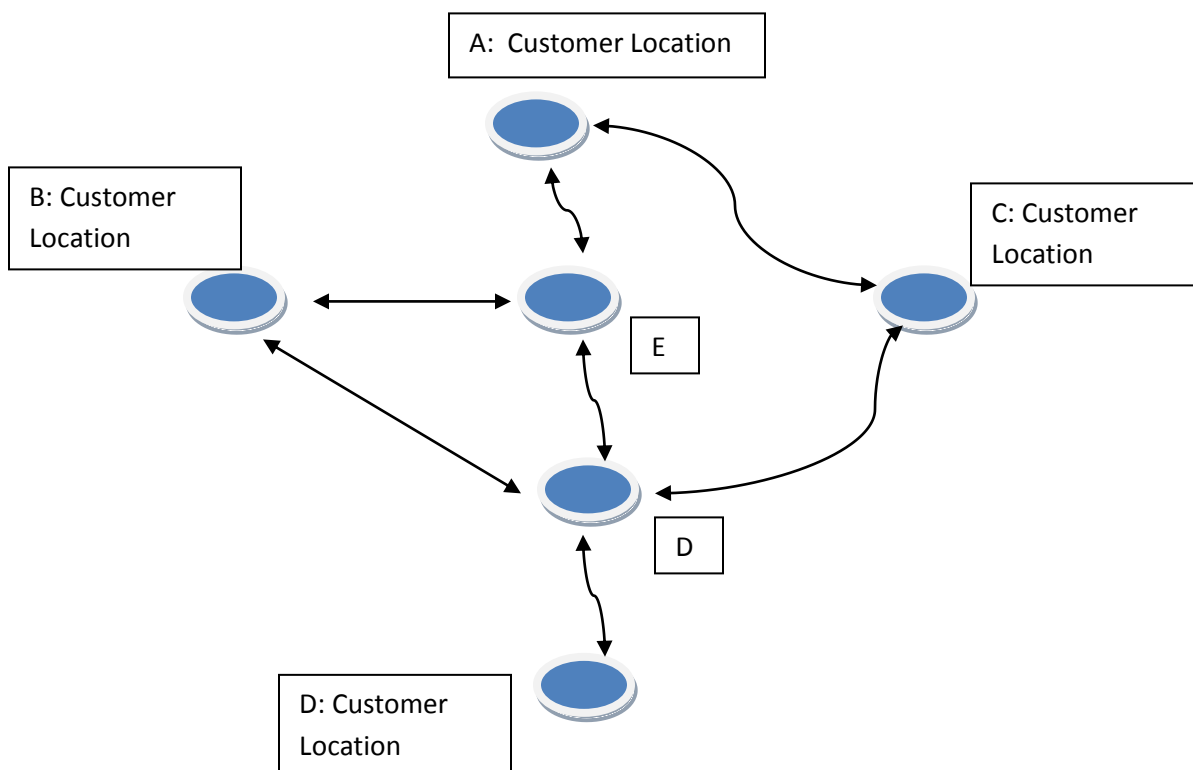 A: Customer Location
B: Customer
Location
C: Customer
Location
E
D
D: Customer
Location